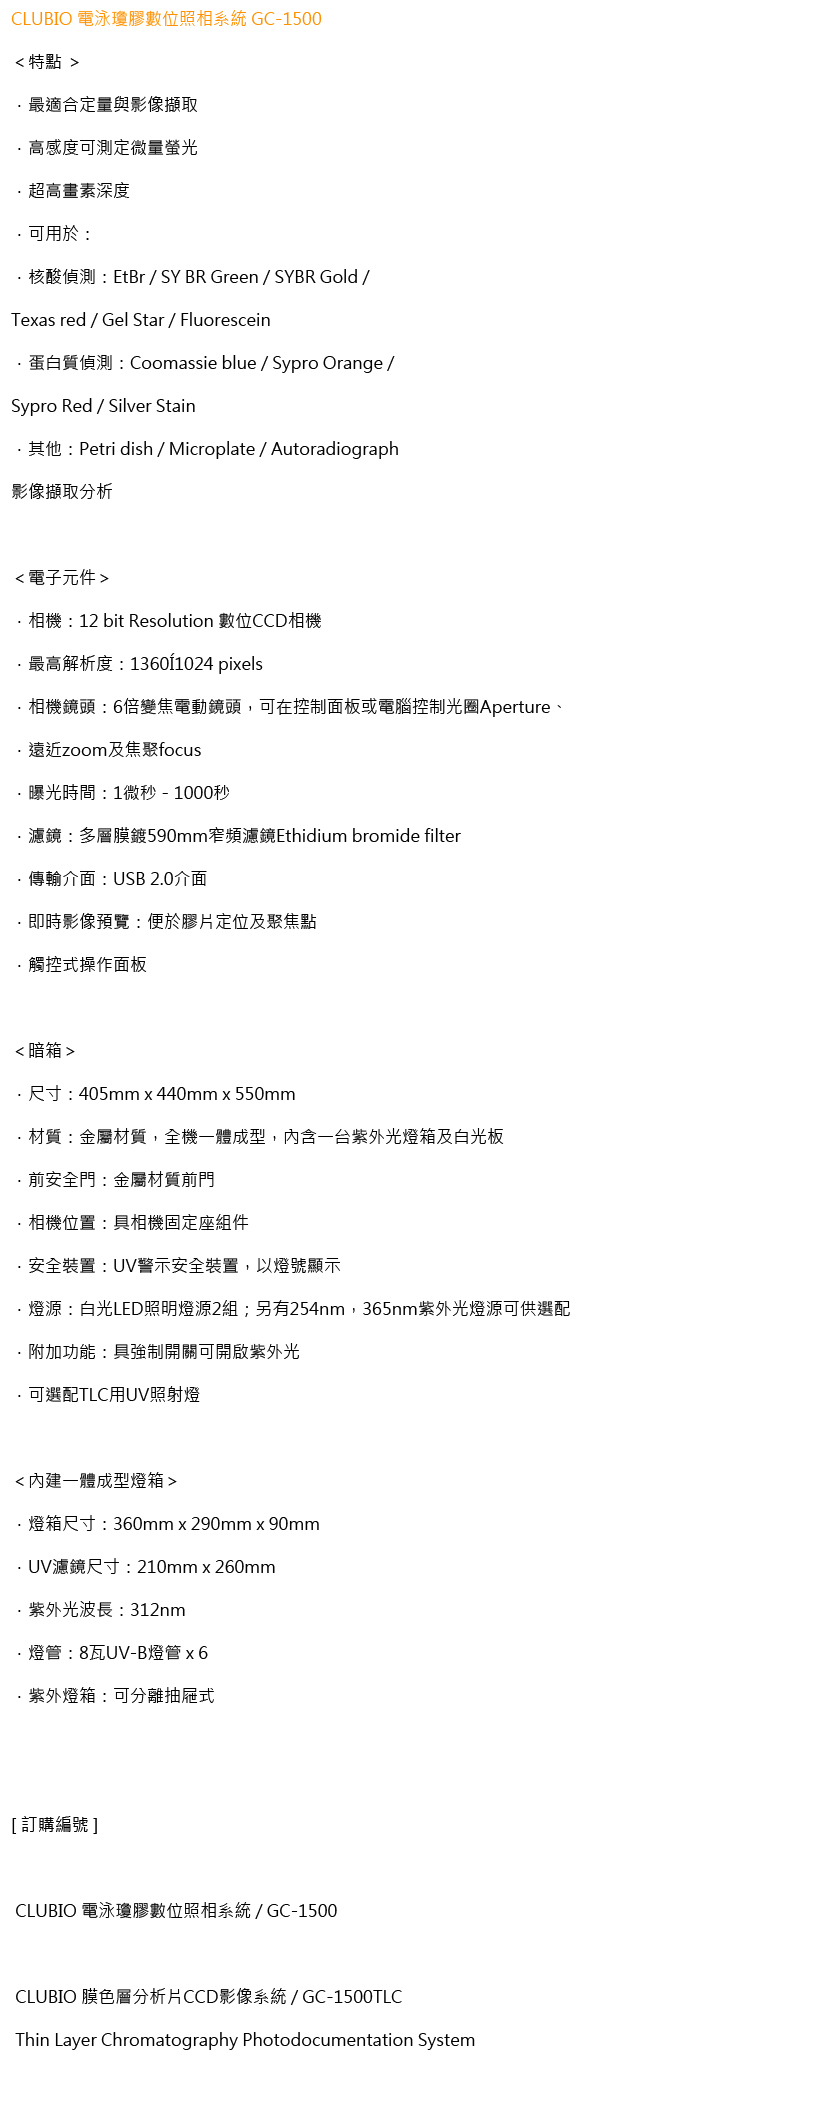 CLUBIO 電泳瓊膠數位照相系統 GC-1500
＜特點 ＞
﹒最適合定量與影像擷取
﹒高感度可測定微量螢光
﹒超高畫素深度
﹒可用於：
﹒核酸偵測：EtBr / SY BR Green / SYBR Gold /
Texas red / Gel Star / Fluorescein
﹒蛋白質偵測：Coomassie blue / Sypro Orange /
Sypro Red / Silver Stain
﹒其他：Petri dish / Microplate / Autoradiograph
影像擷取分析
＜電子元件＞
﹒相機：12 bit Resolution 數位CCD相機
﹒最高解析度：1360Í1024 pixels
﹒相機鏡頭：6倍變焦電動鏡頭，可在控制面板或電腦控制光圈Aperture、
﹒遠近zoom及焦聚focus
﹒曝光時間：1微秒 - 1000秒
﹒濾鏡：多層膜鍍590mm窄頻濾鏡Ethidium bromide filter
﹒傳輸介面：USB 2.0介面
﹒即時影像預覽：便於膠片定位及聚焦點
﹒觸控式操作面板
＜暗箱＞
﹒尺寸：405mm x 440mm x 550mm
﹒材質：金屬材質，全機一體成型，內含一台紫外光燈箱及白光板
﹒前安全門：金屬材質前門
﹒相機位置：具相機固定座組件
﹒安全裝置：UV警示安全裝置，以燈號顯示
﹒燈源：白光LED照明燈源2組；另有254nm，365nm紫外光燈源可供選配
﹒附加功能：具強制開關可開啟紫外光
﹒可選配TLC用UV照射燈
＜內建一體成型燈箱＞
﹒燈箱尺寸：360mm x 290mm x 90mm
﹒UV濾鏡尺寸：210mm x 260mm
﹒紫外光波長：312nm
﹒燈管：8瓦UV-B燈管 x 6
﹒紫外燈箱：可分離抽屜式
[ 訂購編號 ]
CLUBIO 電泳瓊膠數位照相系統 / GC-1500
CLUBIO 膜色層分析片CCD影像系統 / GC-1500TLC
Thin Layer Chromatography Photodocumentation System